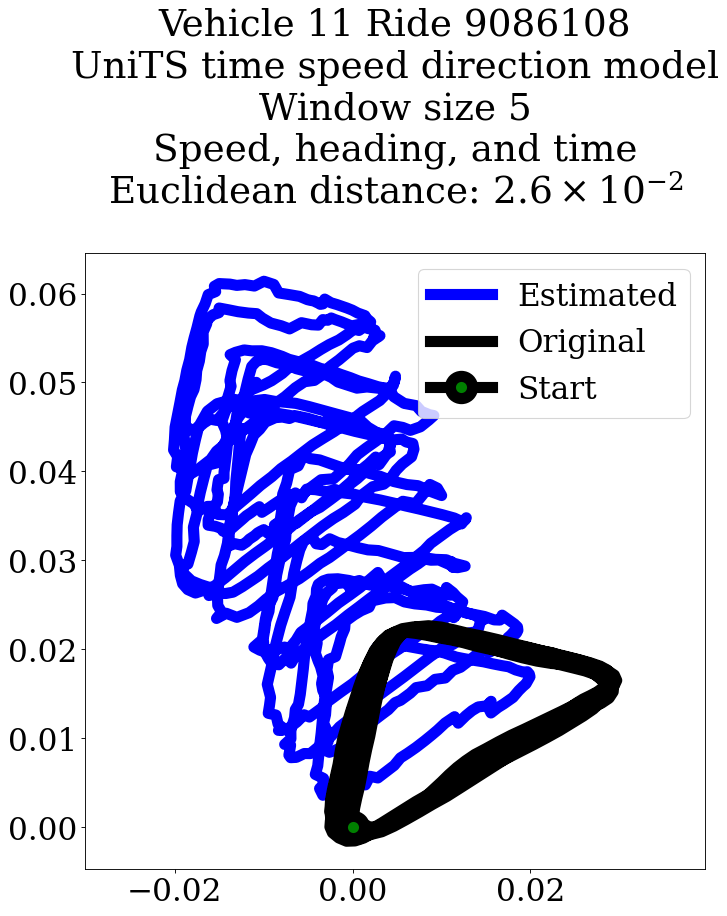 Vehicle 11 Ride 9086108
UniTS time speed direction model
Window size 5
Speed, heading, and time
Euclidean distance: 2.6 × 10⁻²
Estimated
Original
Start
0.06
0.05
0.04
0.03
0.02
0.01
0.00
−0.02 0.00 0.02